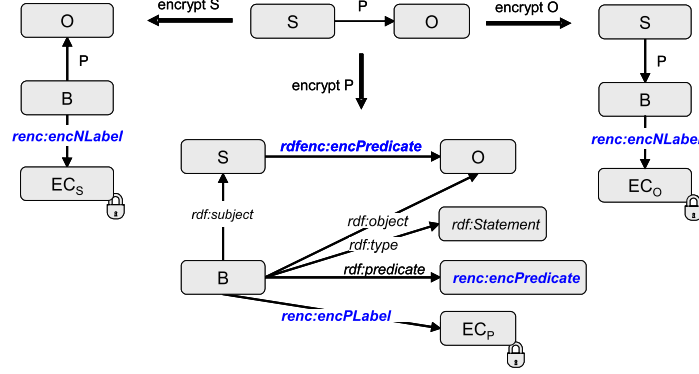 encrypt S
P
encrypt O
O
S
O
S
P
encrypt P
P
B
B
renc:encNLabel
renc:encNLabel
S
rdfenc:encPredicate
O
ECS
ECO
rdf:subject
rdf:object
rdf:Statement
rdf:type
B
rdf:predicate
renc:encPredicate
renc:encPLabel
ECP